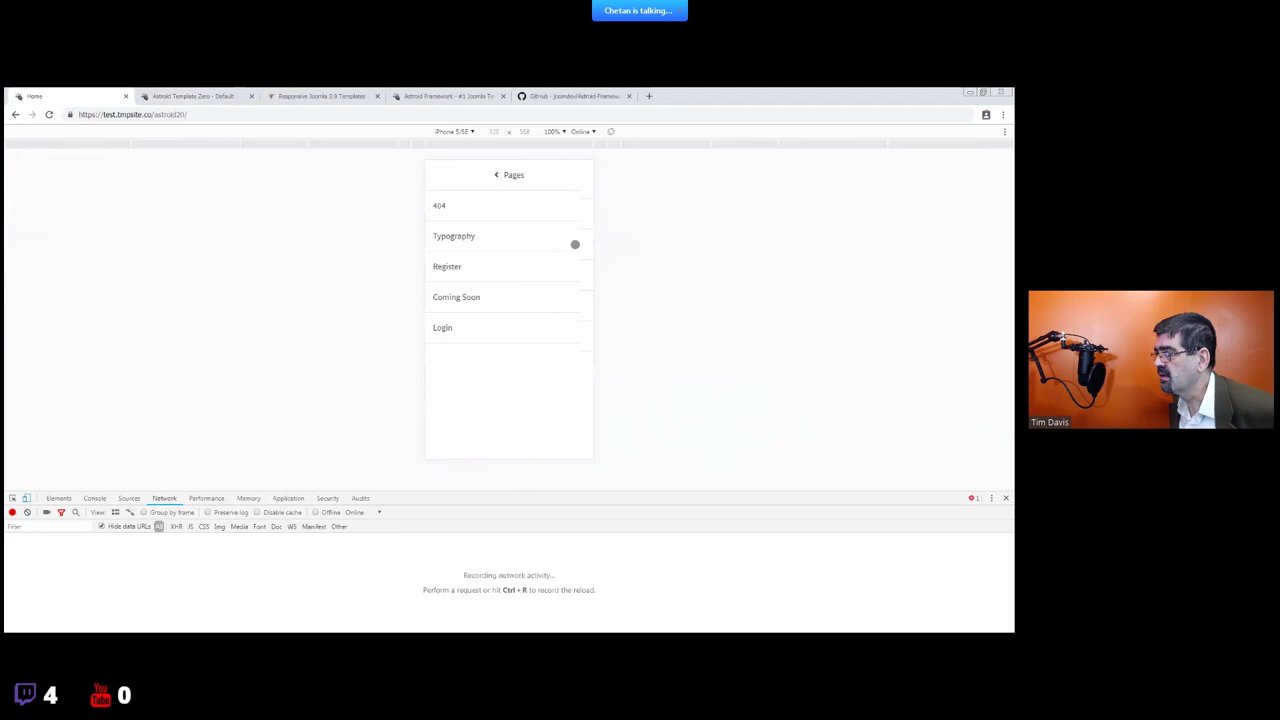 Chetan is talking...
Home
Astroid Template Zero - Default
Responsive Joomla 3.9 Templates
Astroid Framework - #1 Joomla Te
GitHub - joomdev/Astroid-Framew
https://test.tmpsite.co/astroid20/
iPhone 5/SE ▼ 320 × 568 100% ▼ Online ▼
Pages
404
Typography
Register
Coming Soon
Login
Tim Davis
Elements Console Sources Network Performance Memory Application Security Audits 1
View: Group by frame Preserve log Disable cache Offline Online ▼
Filter Hide data URLs All XHR JS CSS Img Media Font Doc WS Manifest Other
Recording network activity...
Perform a request or hit Ctrl + R to record the reload.
4 You Tube 0